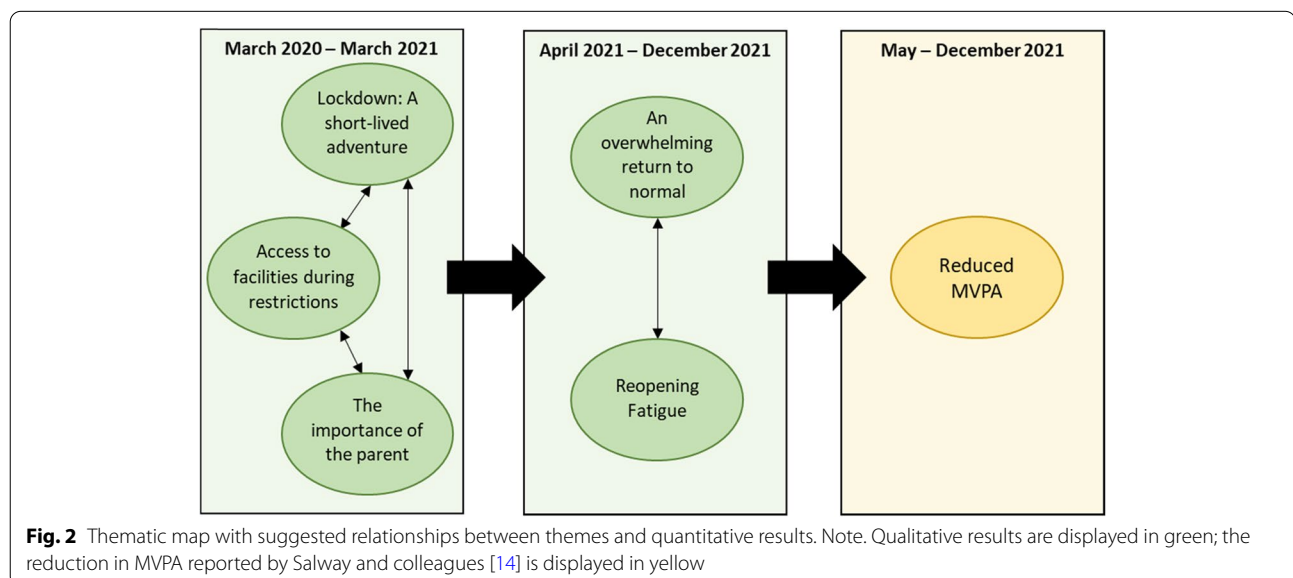 March 2020 – March 2021
Lockdown: A
short-lived
adventure
Access to
facilities during
restrictions
The
importance of
the parent
April 2021 – December 2021
An
overwhelming
return to
normal
Reopening
Fatigue
May – December 2021
Reduced
MVPA
Fig. 2 Thematic map with suggested relationships between themes and quantitative results. Note. Qualitative results are displayed in green; the
reduction in MVPA reported by Salway and colleagues [14] is displayed in yellow